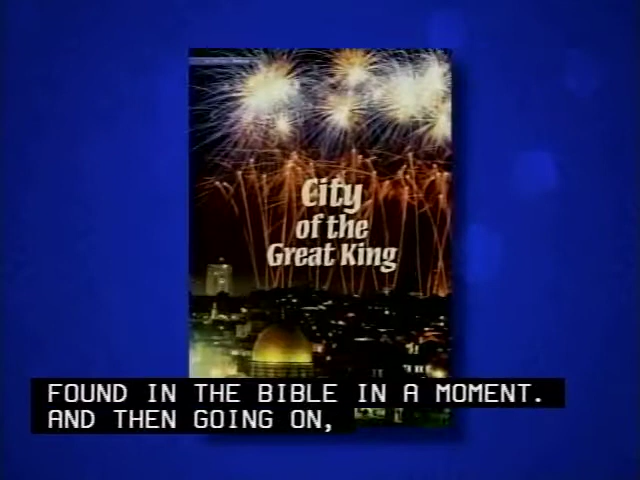 City
of the
Great King
FOUND IN THE BIBLE IN A MOMENT.
AND THEN GOING ON,